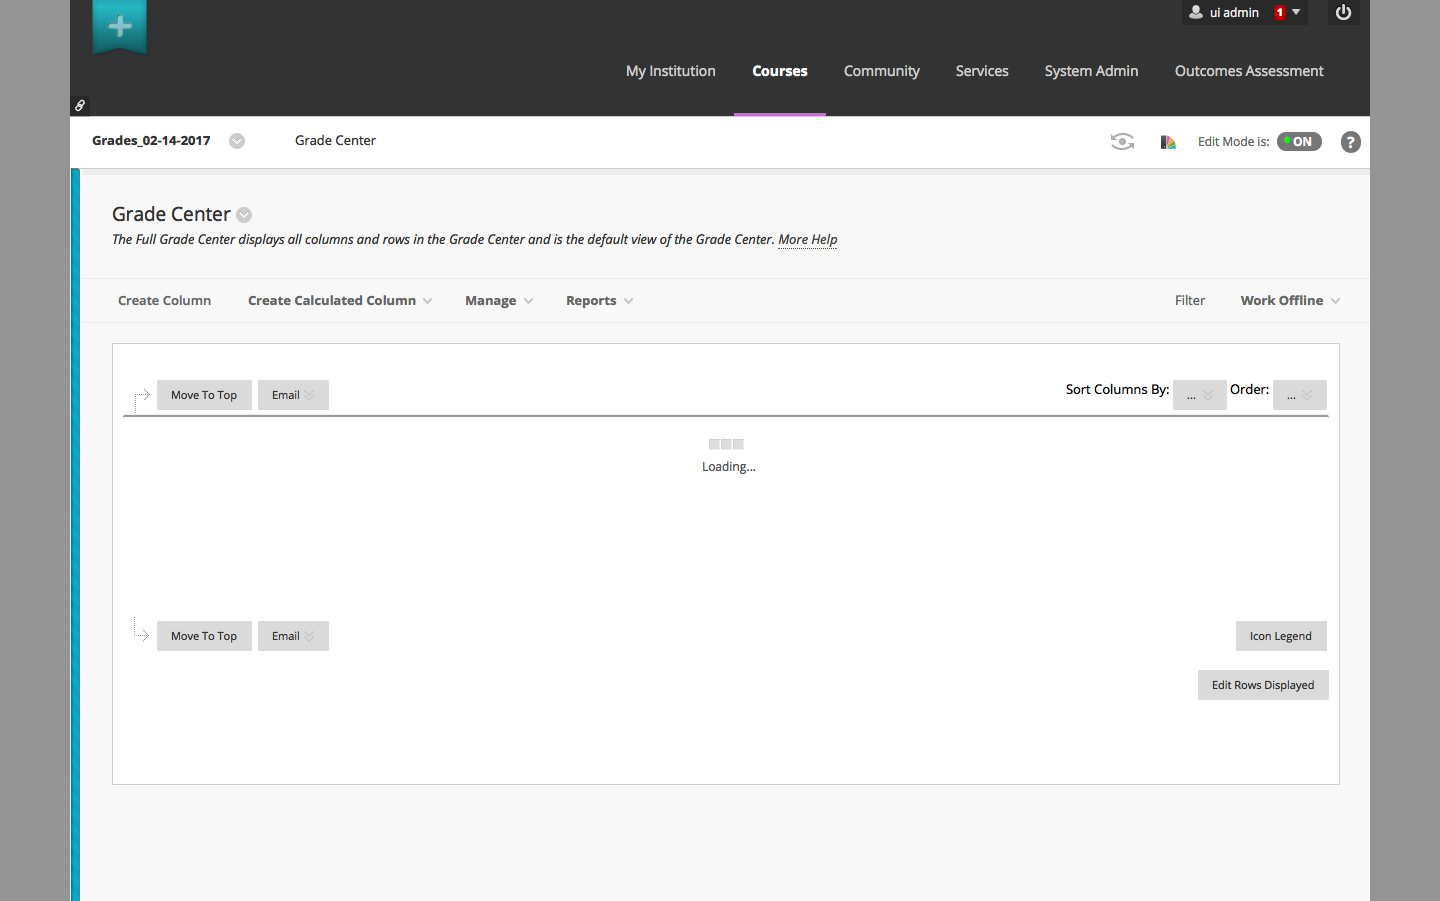 ui admin 1
My Institution Courses Community Services System Admin Outcomes Assessment
Grades_02-14-2017 Grade Center Edit Mode is: ON ?
Grade Center
The Full Grade Center displays all columns and rows in the Grade Center and is the default view of the Grade Center. More Help
Create Column Create Calculated Column Manage Reports Filter Work Offline
Move To Top Email Sort Columns By: ... Order: ...
Loading...
Move To Top Email Icon Legend
Edit Rows Displayed